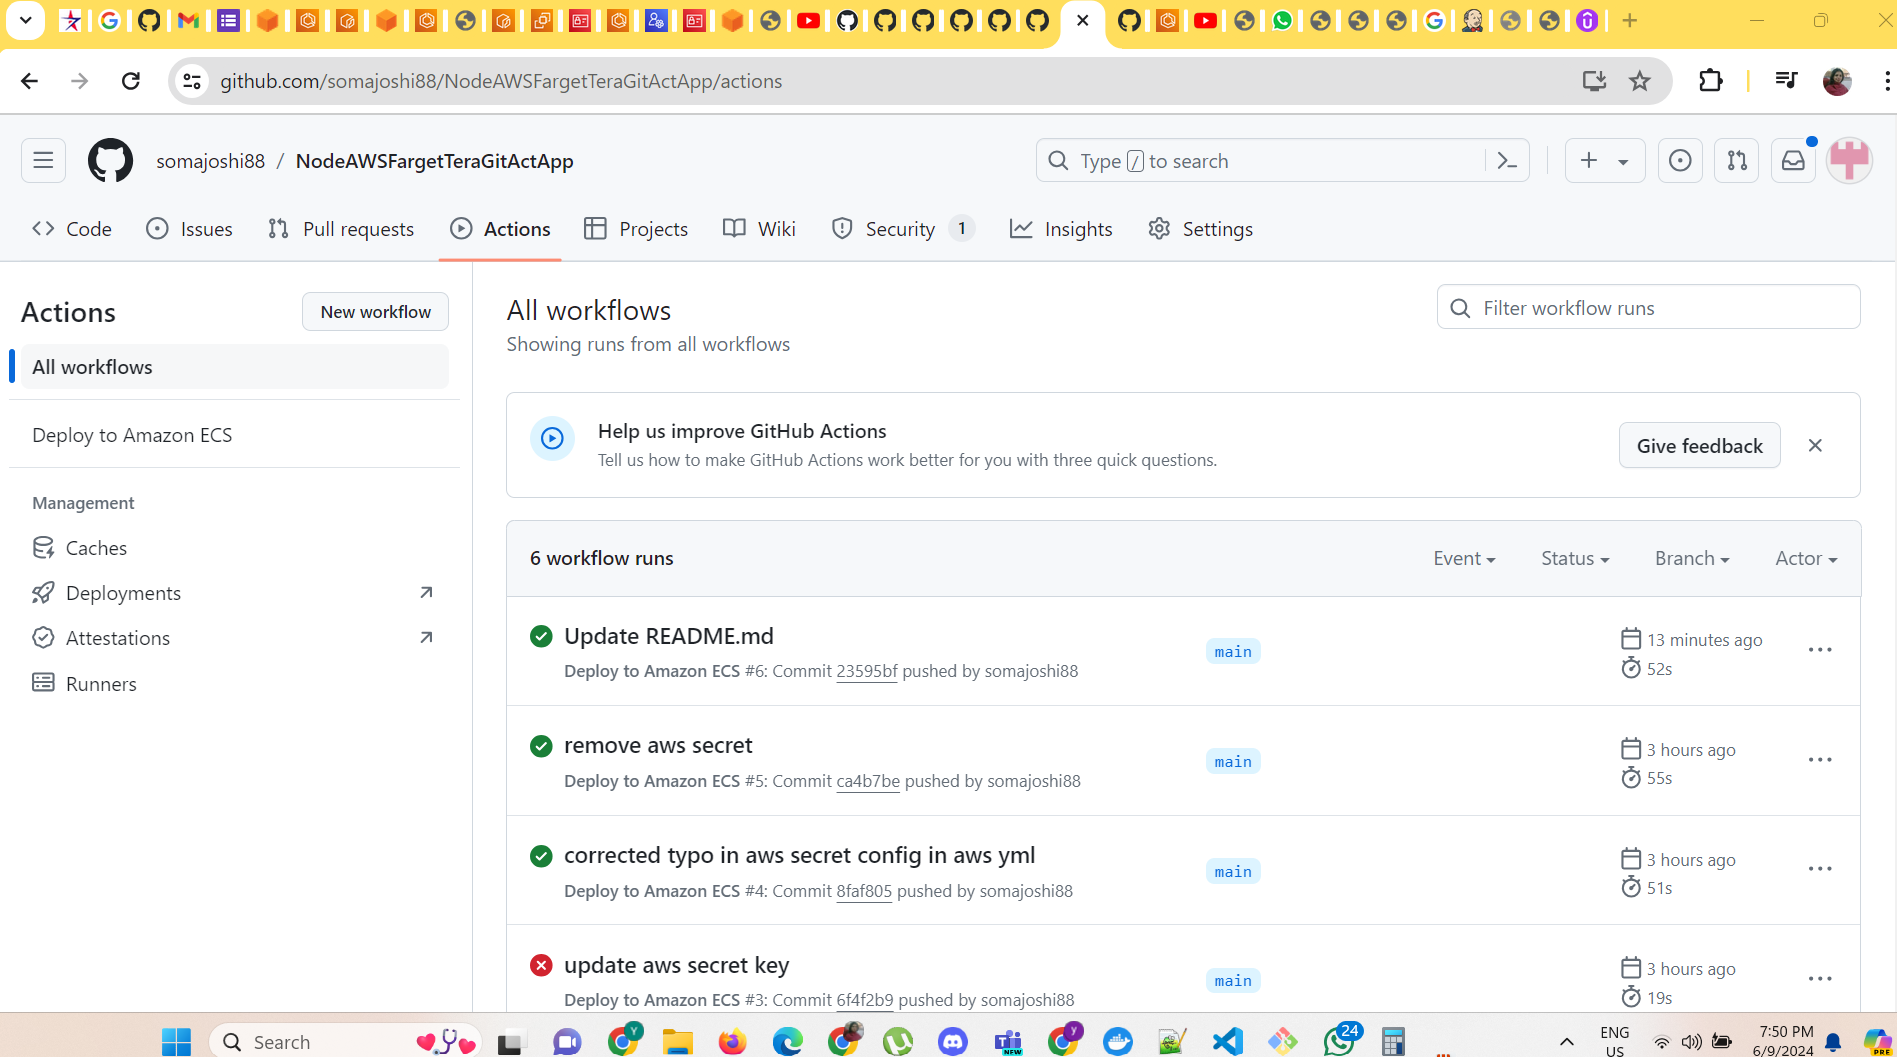 github.com/somajoshi88/NodeAWSFargetTeraGitActApp/actions
somajoshi88 / NodeAWSFargetTeraGitActApp
Type / to search
Code Issues Pull requests Actions Projects Wiki Security 1 Insights Settings
Actions
New workflow
All workflows
Deploy to Amazon ECS
Management
Caches
Deployments
Attestations
Runners
All workflows
Showing runs from all workflows
Filter workflow runs
Help us improve GitHub Actions
Tell us how to make GitHub Actions work better for you with three quick questions.
Give feedback
6 workflow runs
Event Status Branch Actor
Update README.md
Deploy to Amazon ECS #6: Commit 23595bf pushed by somajoshi88
main
13 minutes ago
52s
remove aws secret
Deploy to Amazon ECS #5: Commit ca4b7be pushed by somajoshi88
main
3 hours ago
55s
corrected typo in aws secret config in aws yml
Deploy to Amazon ECS #4: Commit 8faf805 pushed by somajoshi88
main
3 hours ago
51s
update aws secret key
Deploy to Amazon ECS #3: Commit 6f4f2b9 pushed by somajoshi88
main
3 hours ago
19s
Search
Y
NEW
y
24
ENG
US
7:50 PM
6/9/2024
PRE